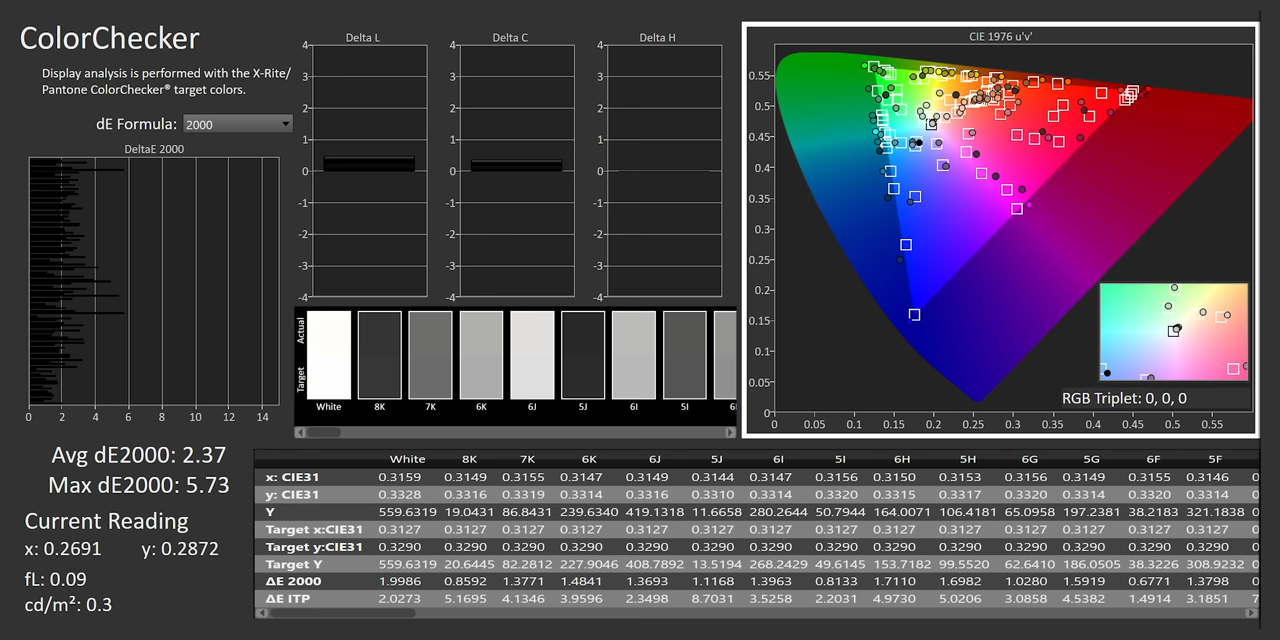 ColorChecker
Display analysis is performed with the X-Rite/
Pantone ColorChecker® target colors.
dE Formula: 2000
DeltaE 2000
0 2 4 6 8 10 12 14
Avg dE2000: 2.37
Max dE2000: 5.73
Current Reading
x: 0.2691 y: 0.2872
fL: 0.09
cd/m²: 0.3
Delta L
4
3
2
1
0
-1
-2
-3
-4
Delta C
4
3
2
1
0
-1
-2
-3
-4
Delta H
4
3
2
1
0
-1
-2
-3
-4
Actual
Target
White 8K 7K 6K 6J 5J 6I 5I
CIE 1976 u'v'
0.55
0.5
0.45
0.4
0.35
0.3
0.25
0.2
0.15
0.1
0.05
0
0 0.05 0.1 0.15 0.2 0.25 0.3 0.35 0.4 0.45 0.5 0.55
RGB Triplet: 0, 0, 0
White 8K 7K 6K 6J 5J 6I 5I 6H 5H 6G 5G 6F 5F
x: CIE31 0.3159 0.3149 0.3155 0.3147 0.3149 0.3144 0.3147 0.3156 0.3150 0.3153 0.3156 0.3149 0.3155 0.3146
y: CIE31 0.3328 0.3316 0.3319 0.3314 0.3316 0.3310 0.3314 0.3320 0.3315 0.3317 0.3320 0.3314 0.3320 0.3314
Y 559.6319 19.0431 86.8431 239.6340 419.1318 11.6658 280.2644 50.7944 164.0071 106.4181 65.0958 197.2381 38.2183 321.1838
Target x:CIE31 0.3127 0.3127 0.3127 0.3127 0.3127 0.3127 0.3127 0.3127 0.3127 0.3127 0.3127 0.3127 0.3127 0.3127
Target y:CIE31 0.3290 0.3290 0.3290 0.3290 0.3290 0.3290 0.3290 0.3290 0.3290 0.3290 0.3290 0.3290 0.3290 0.3290
Target Y 559.6319 20.6445 82.2812 227.9046 408.7892 13.5194 268.2429 49.6145 153.7182 99.5520 62.6410 186.0505 38.3226 308.9232
ΔE 2000 1.9986 0.8592 1.3771 1.4841 1.3693 1.1168 1.3963 0.8133 1.7110 1.6982 1.0280 1.5919 0.6771 1.3798
ΔE ITP 2.0273 5.1695 4.1346 3.9596 2.3498 8.7031 3.5258 2.2031 4.9730 5.0206 3.0858 4.5382 1.4914 3.1851